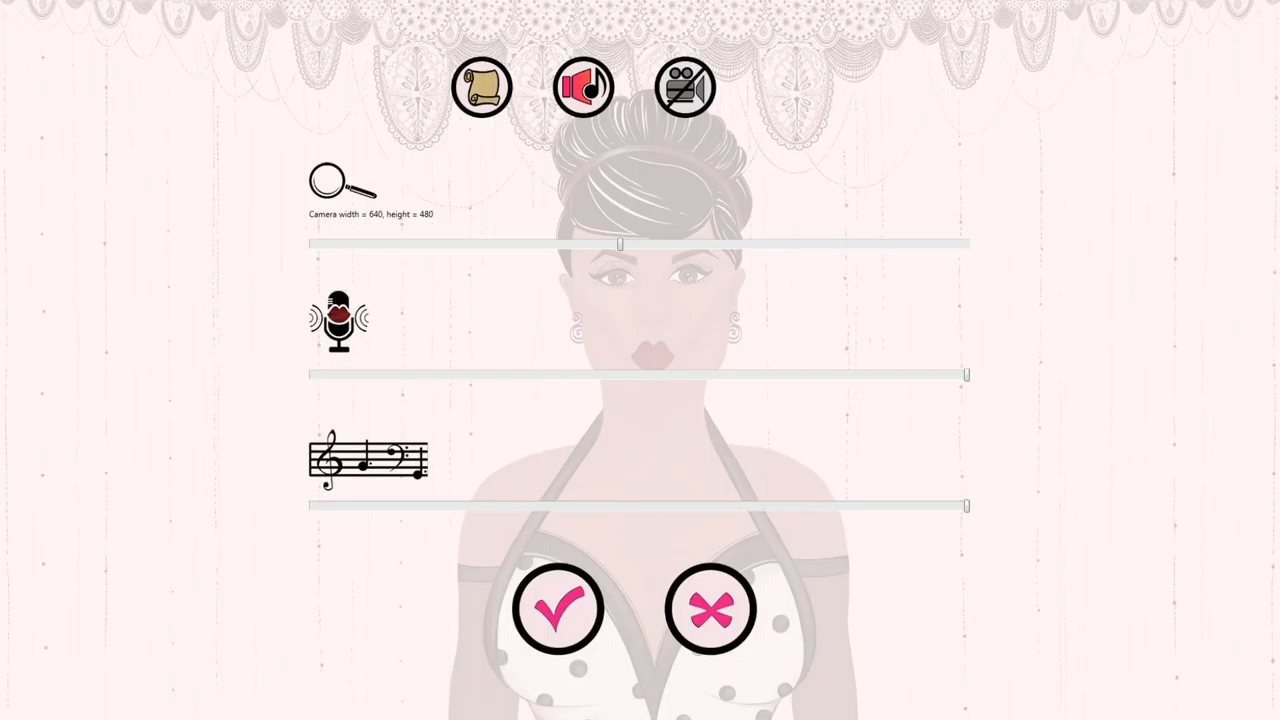 Camera width = 640, height = 480